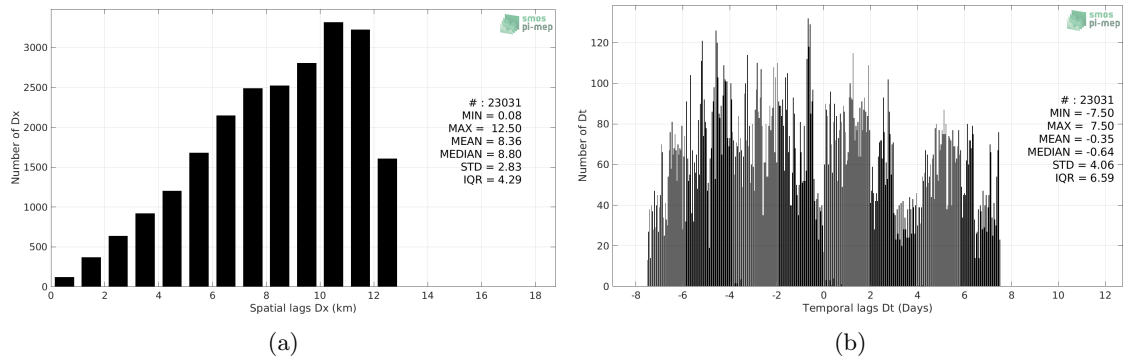 smos
pi-mep
3000
2500
2000
1500
1000
500
0
Number of Dx
# : 23031
MIN = 0.08
MAX = 12.50
MEAN = 8.36
MEDIAN = 8.80
STD = 2.83
IQR = 4.29
0 2 4 6 8 10 12 14 16 18
Spatial lags Dx (km)
(a)
smos
pi-mep
120
100
80
60
40
20
0
Number of Dt
# : 23031
MIN = -7.50
MAX = 7.50
MEAN = -0.35
MEDIAN = -0.64
STD = 4.06
IQR = 6.59
-8 -6 -4 -2 0 2 4 6 8 10 12
Temporal lags Dt (Days)
(b)